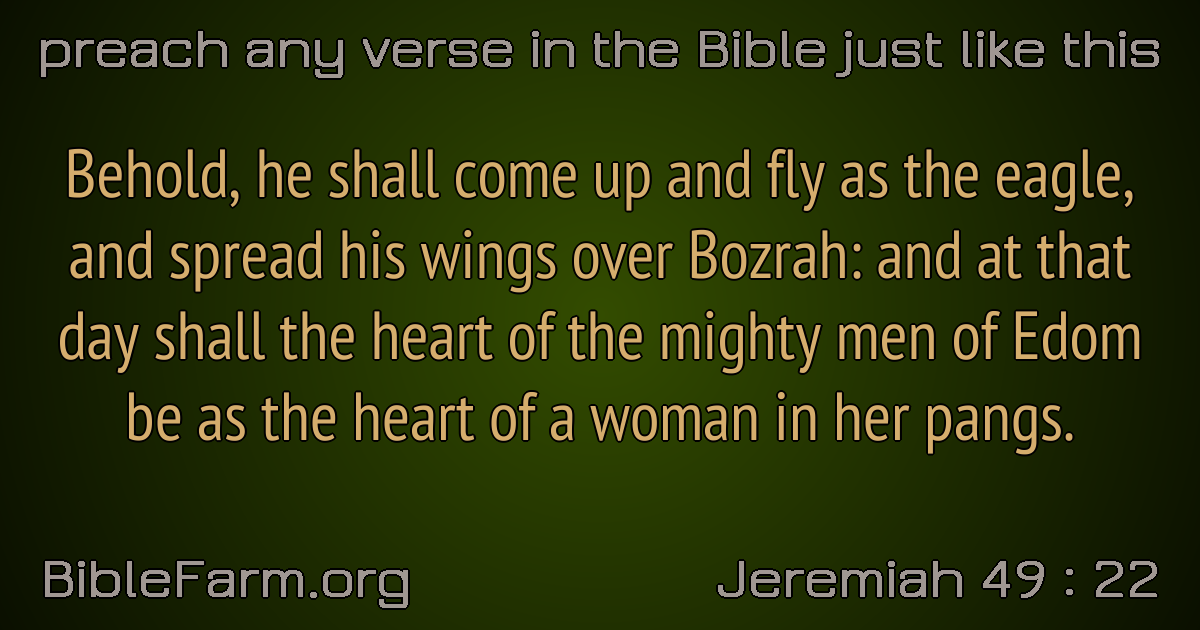 preach any verse in the Bible just like this
Behold, he shall come up and fly as the eagle,
and spread his wings over Bozrah: and at that
day shall the heart of the mighty men of Edom
be as the heart of a woman in her pangs.
BibleFarm.org
Jeremiah 49 : 22